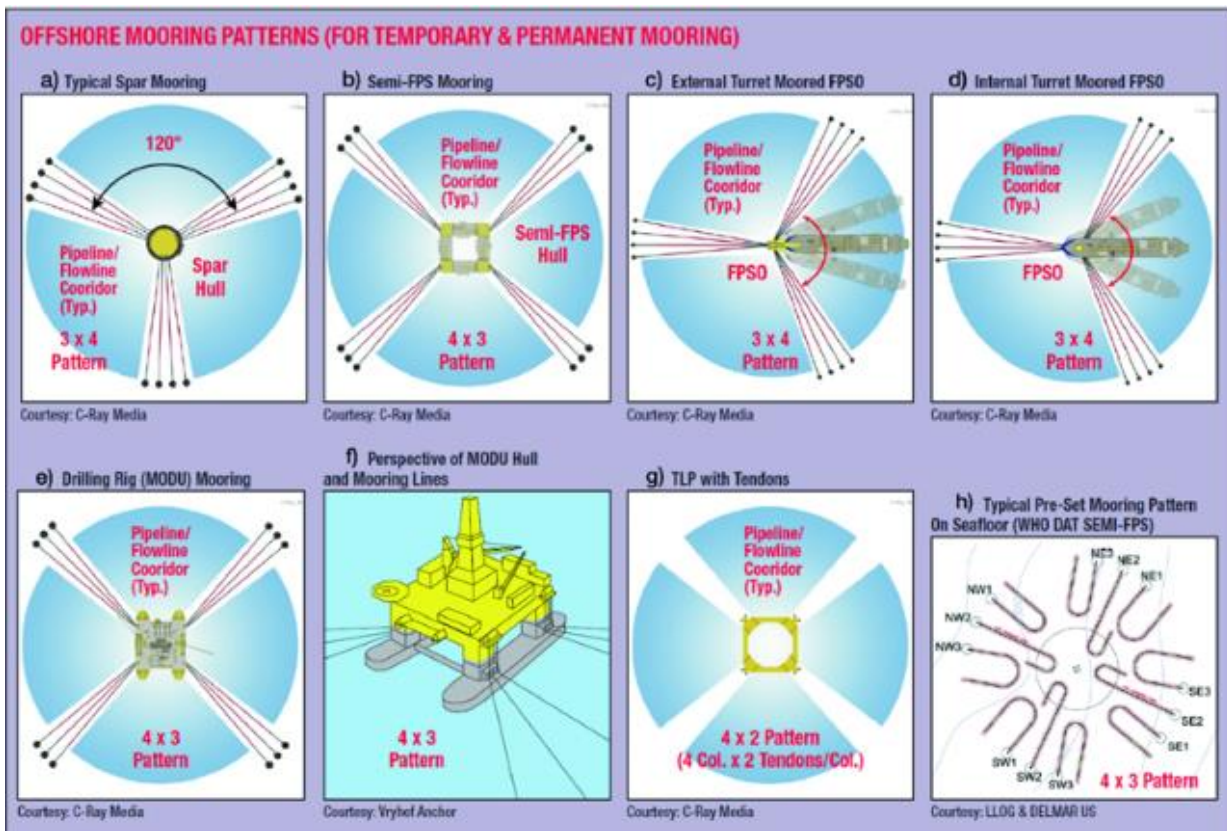 OFFSHORE MOORING PATTERNS (FOR TEMPORARY & PERMANENT MOORING)
a) Typical Spar Mooring
120°
Pipeline/
Flowline
Cooridor
(Typ.)
Spar
Hull
3 x 4
Pattern
Courtesy: C-Ray Media
b) Semi-FPS Mooring
Pipeline/
Flowline
Cooridor
(Typ.)
Semi-FPS
Hull
4 x 3
Pattern
Courtesy: C-Ray Media
c) External Turret Moored FPSO
Pipeline/
Flowline
Cooridor
(Typ.)
FPSO
3 x 4
Pattern
Courtesy: C-Ray Media
d) Internal Turret Moored FPSO
Pipeline/
Flowline
Cooridor
(Typ.)
FPSO
3 x 4
Pattern
Courtesy: C-Ray Media
e) Drilling Rig (MODU) Mooring
Pipeline/
Flowline
Cooridor
(Typ.)
4 x 3
Pattern
Courtesy: C-Ray Media
f) Perspective of MODU Hull
and Mooring Lines
4 x 3
Pattern
Courtesy: Vryhof Anchor
g) TLP with Tendons
Pipeline/
Flowline
Cooridor
(Typ.)
4 x 2 Pattern
(4 Col. x 2 Tendons/Col.)
Courtesy: C-Ray Media
h) Typical Pre-Set Mooring Pattern
On Seafloor (WHO DAT SEMI-FPS)
NE3
NE2
NE1
NW1
NW2
NW3
SE3
SE2
SE1
SW1
SW2
SW3
4 x 3 Pattern
Courtesy: LLOG & DELMAR US